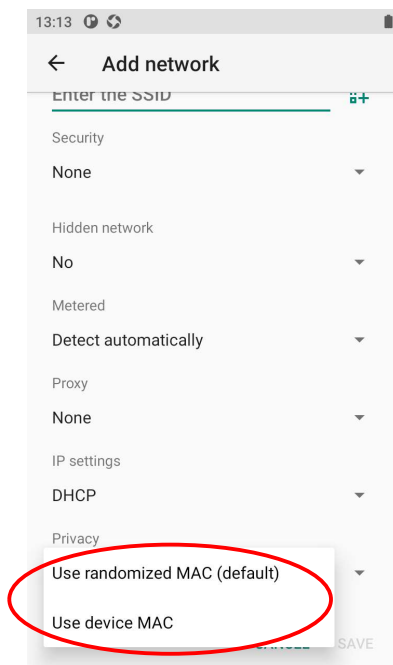 13:13
Add network
Enter the SSID
Security
None
Hidden network
No
Metered
Detect automatically
Proxy
None
IP settings
DHCP
Privacy
Use randomized MAC (default)
Use device MAC
CANCEL SAVE